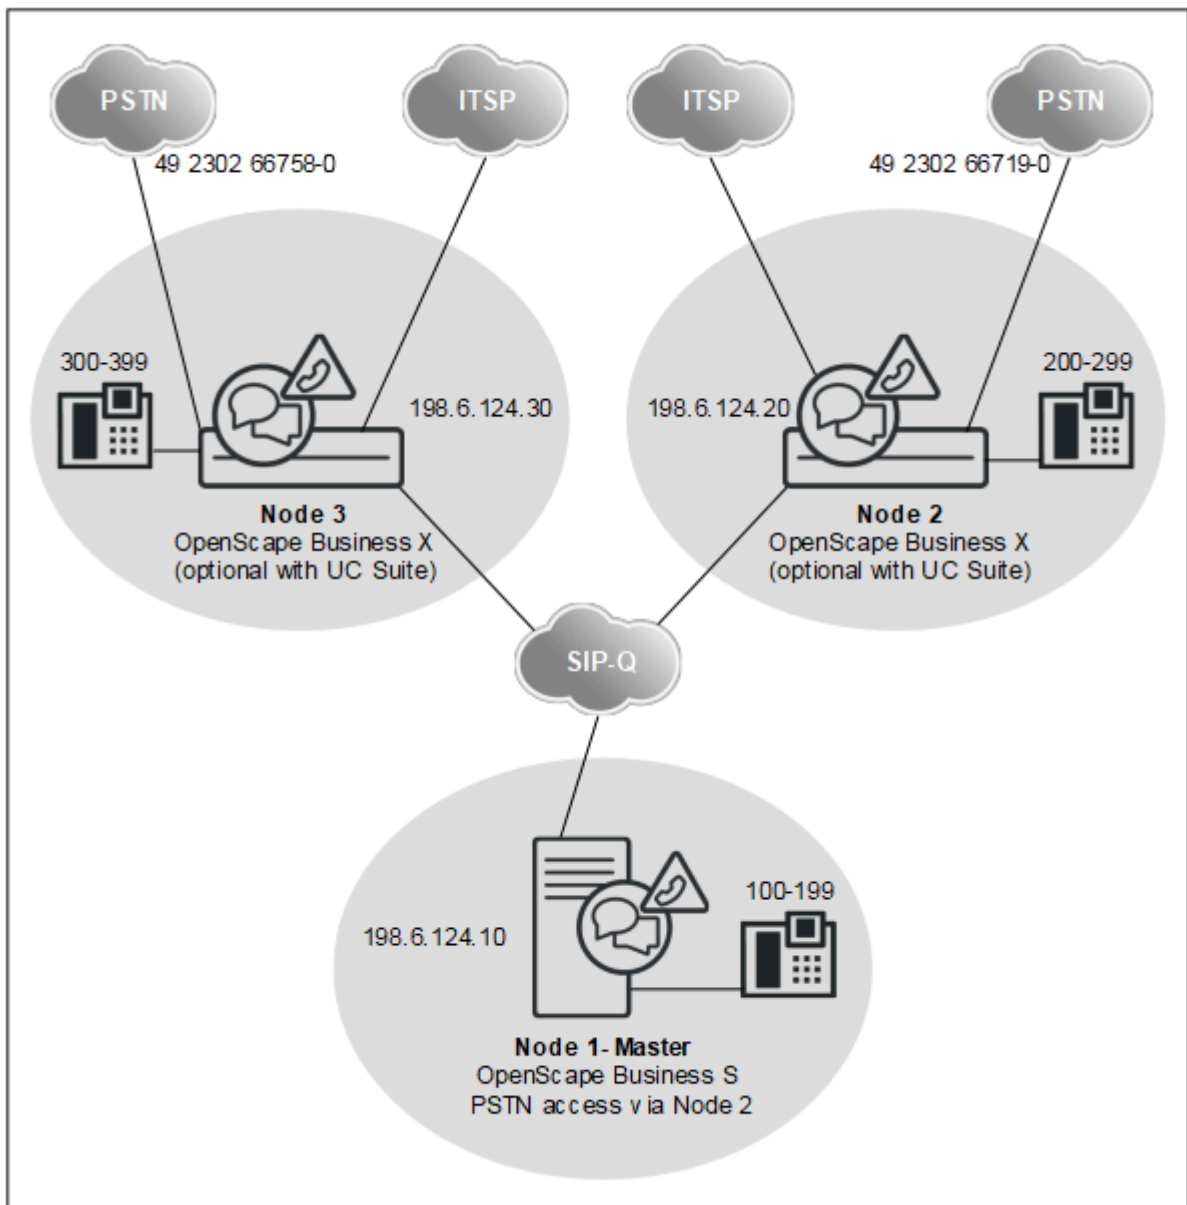 PSTN
ITSP
ITSP
PSTN
49 2302 66758-0
49 2302 66719-0
300-399
198.6.124.30
198.6.124.20
200-299
Node 3
OpenScape Business X
(optional with UC Suite)
Node 2
OpenScape Business X
(optional with UC Suite)
SIP-Q
100-199
198.6.124.10
Node 1- Master
OpenScape Business S
PSTN access via Node 2